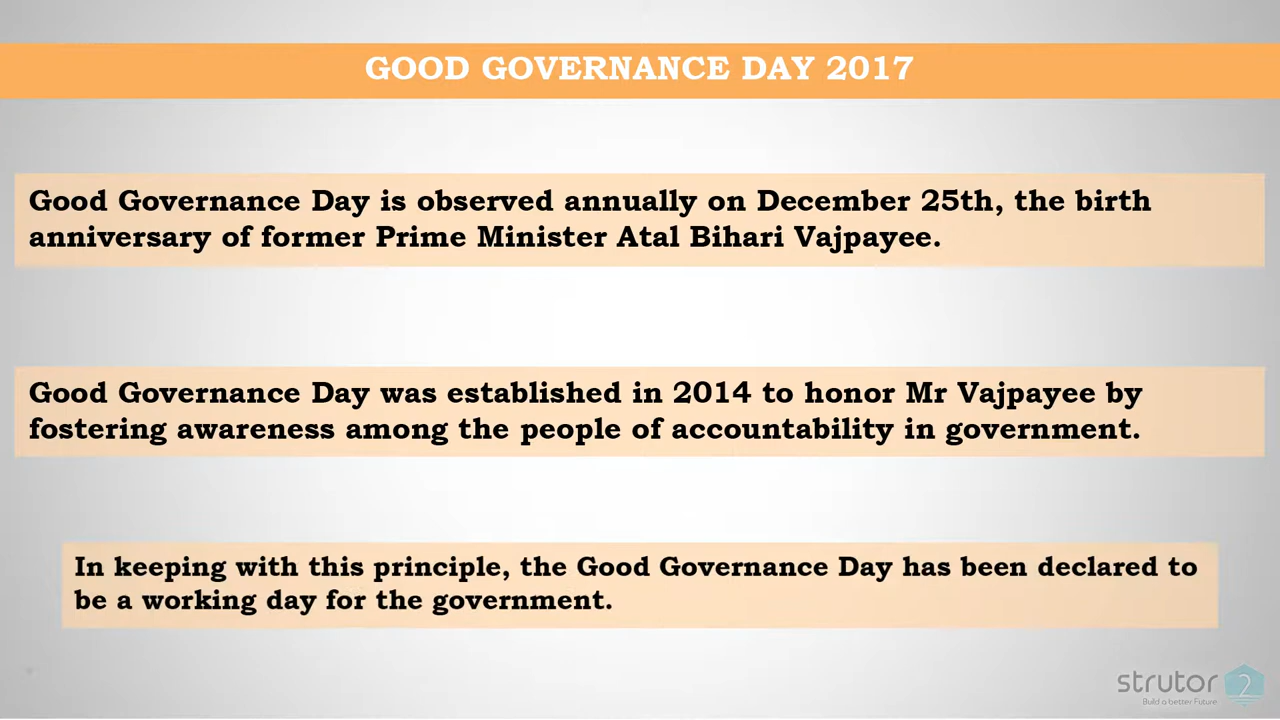 GOOD GOVERNANCE DAY 2017
Good Governance Day is observed annually on December 25th, the birth
anniversary of former Prime Minister Atal Bihari Vajpayee.
Good Governance Day was established in 2014 to honor Mr Vajpayee by
fostering awareness among the people of accountability in government.
In keeping with this principle, the Good Governance Day has been declared to
be a working day for the government.
strutor 2
Build a better Future